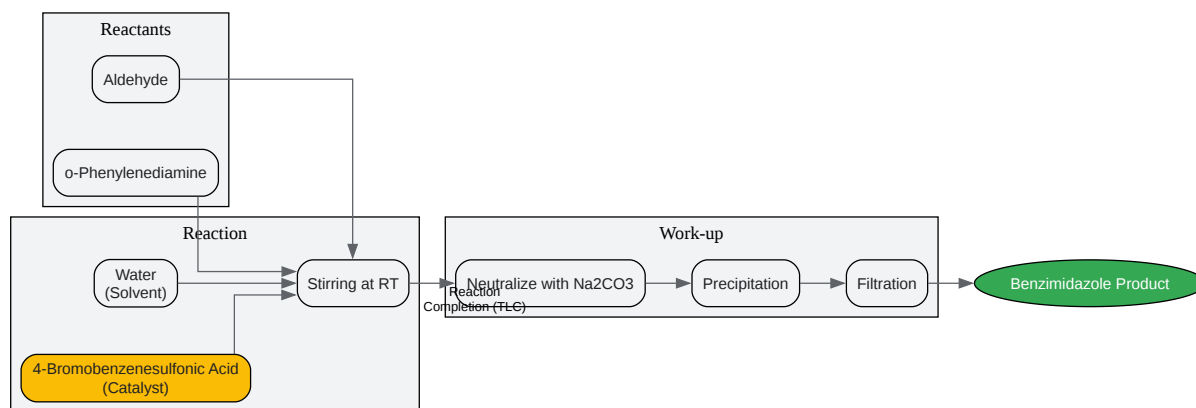 Reactants
Aldehyde
o-Phenylenediamine
Reaction
Water
(Solvent)
Stirring at RT
4-Bromobenzenesulfonic Acid
(Catalyst)
Reaction
Completion (TLC)
Work-up
Neutralize with Na2CO3
Precipitation
Filtration
Benzimidazole Product